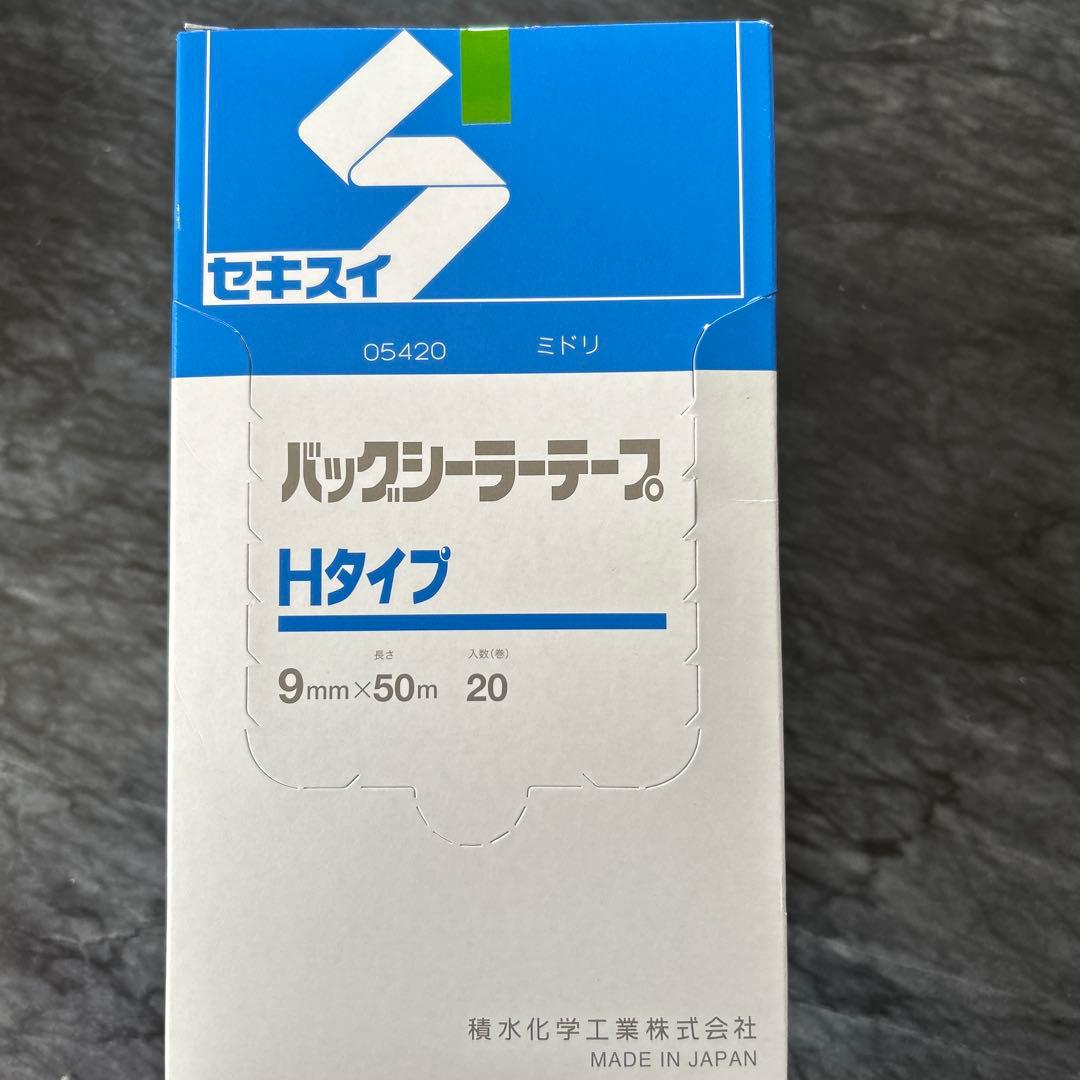 セキスイ
05420 ミドリ
バッグシーラーテープ
Hタイプ
長さ 入数(巻)
9mm×50m 20
積水化学工業株式会社
MADE IN JAPAN